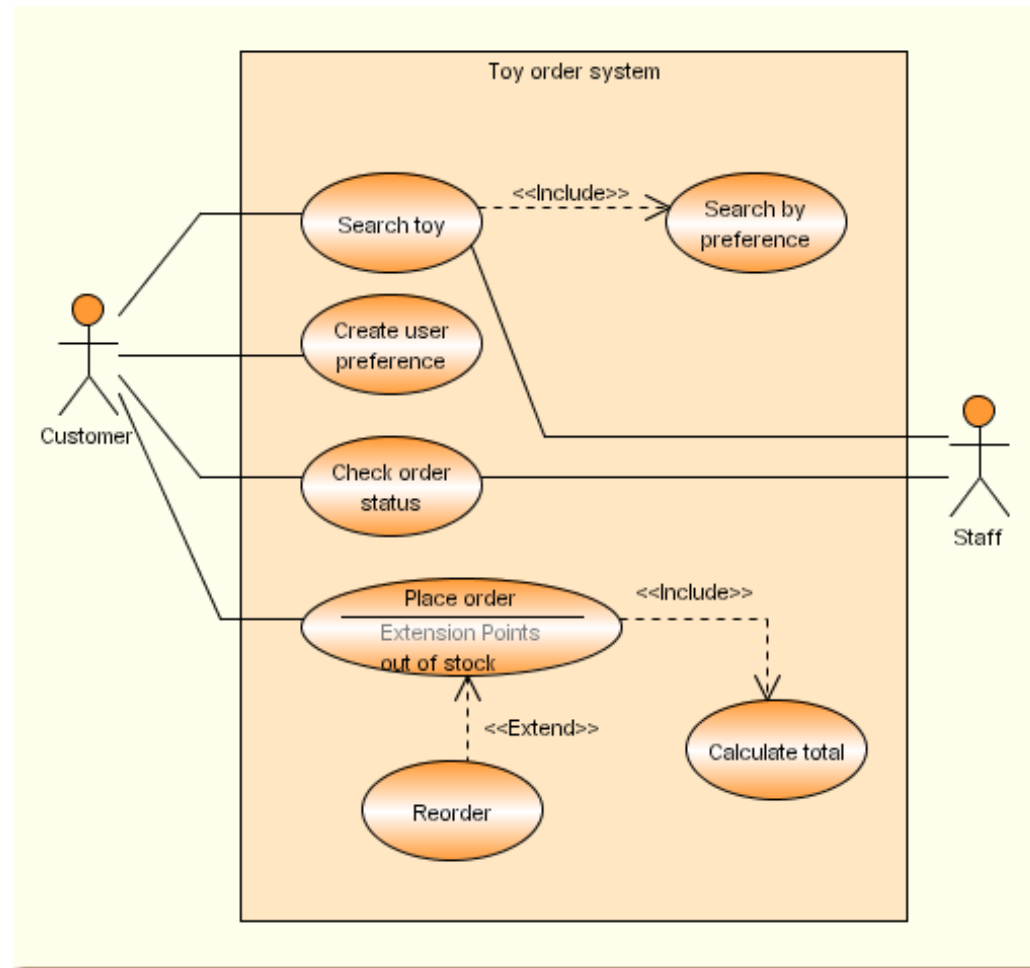 Toy order system
<<Include>>
Search toy
Search by
preference
Create user
preference
Customer
Check order
status
Staff
Place order
Extension Points
out of stock
<<Include>>
<<Extend>>
Calculate total
Reorder